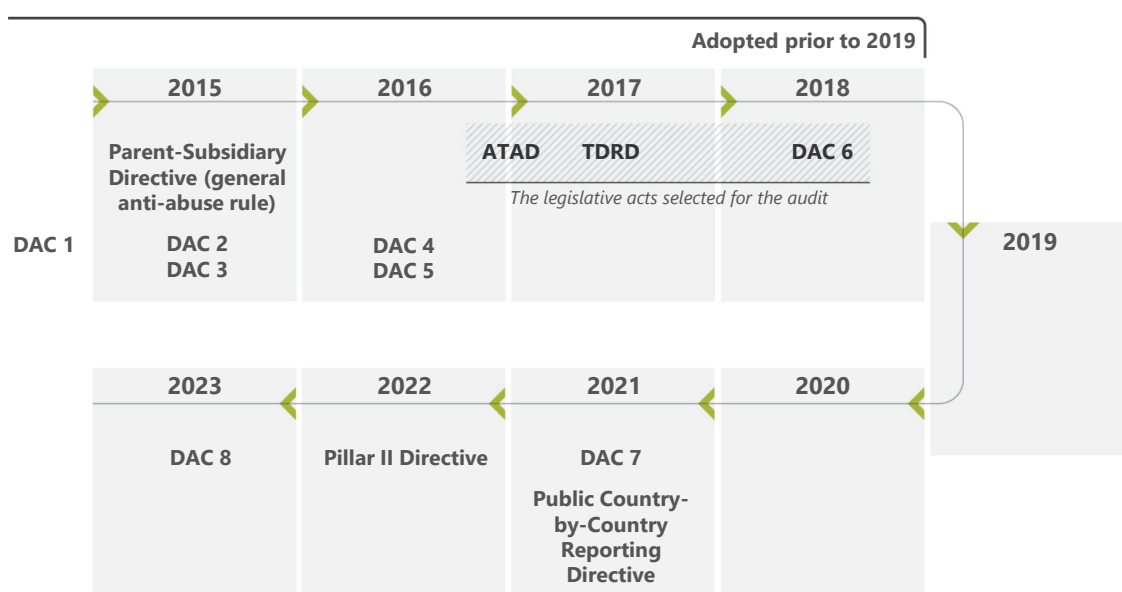 Adopted prior to 2019
2015
2016
2017
2018
Parent-Subsidiary
Directive (general
anti-abuse rule)
ATAD
TDRD
DAC 6
The legislative acts selected for the audit
DAC 1
DAC 2
DAC 3
DAC 4
DAC 5
2019
2023
2022
2021
2020
DAC 8
Pillar II Directive
DAC 7
Public Country-
by-Country
Reporting
Directive